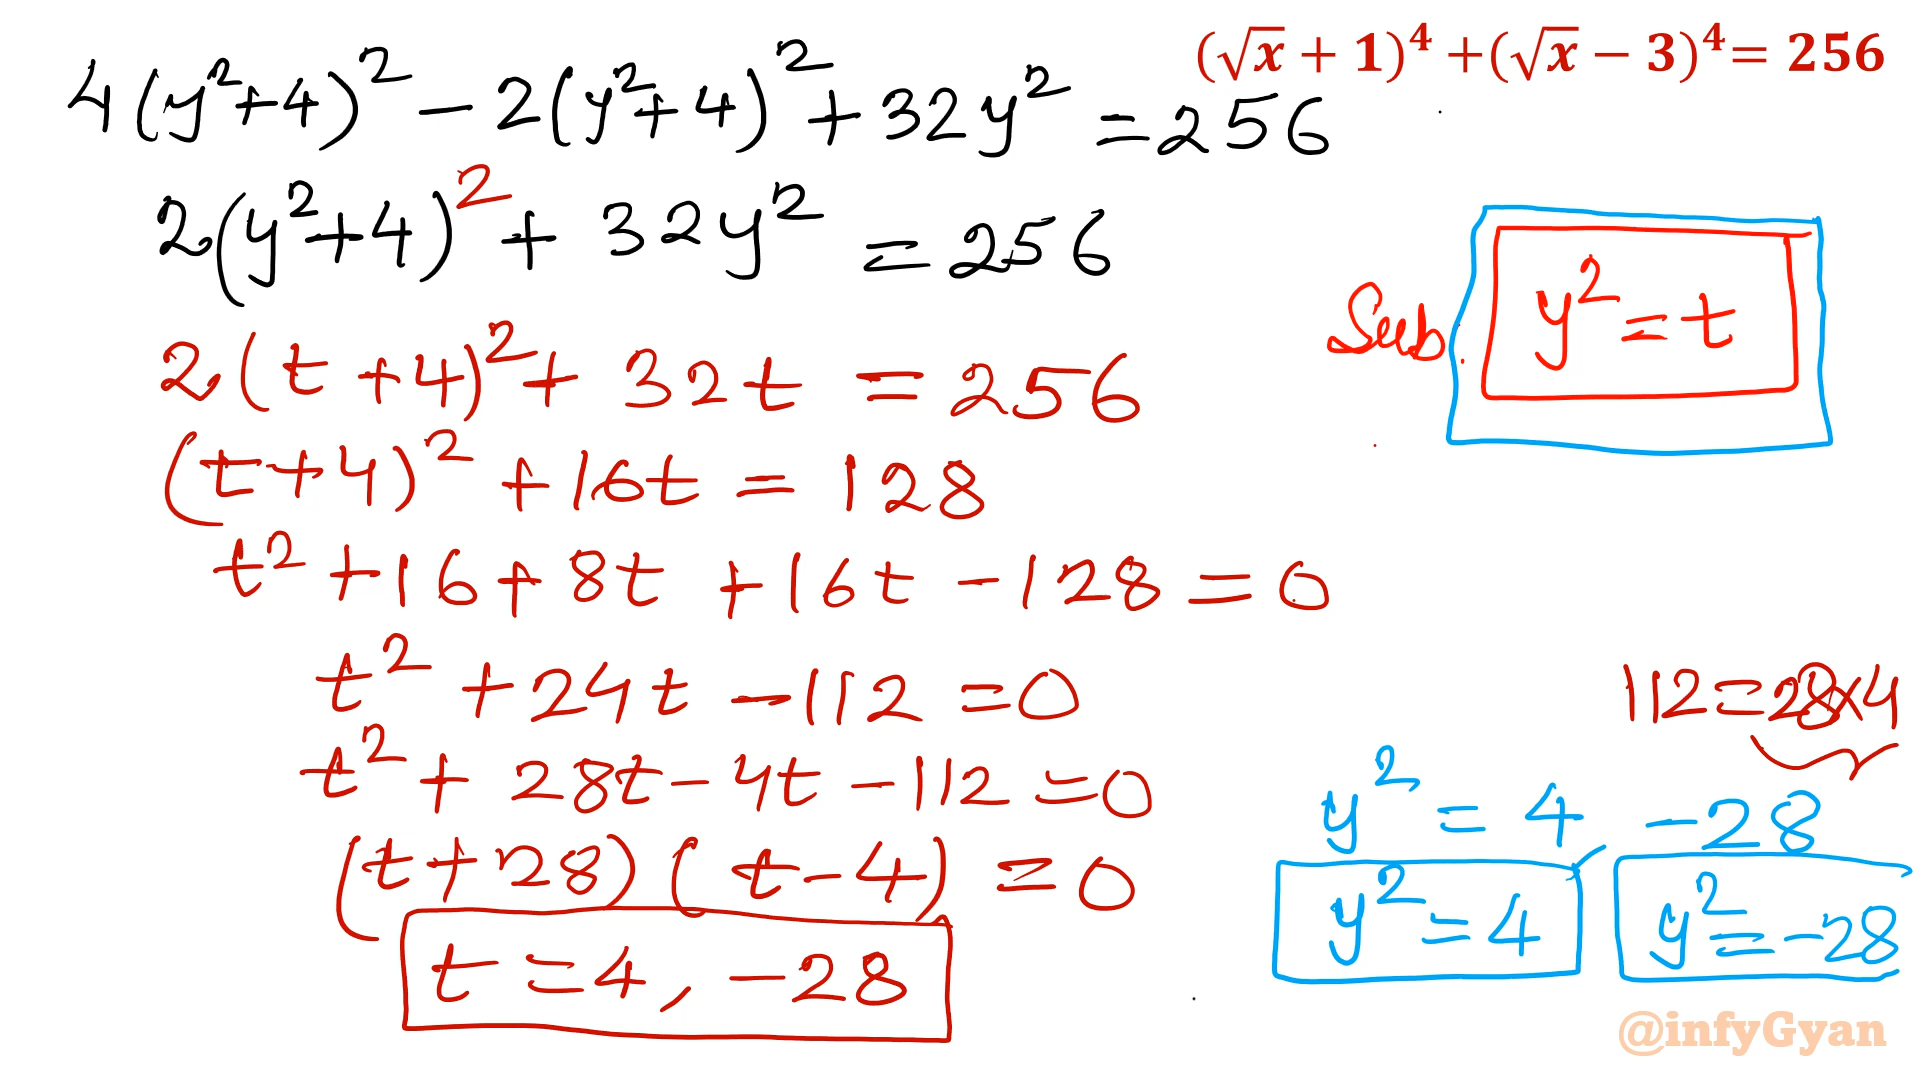 (√x + 1)⁴ +(√x − 3)⁴= 256
4(y²+4)² − 2(y²+4)² + 32y² = 256
2(y²+4)² + 32y² = 256
Sub y² = t
2(t+4)² + 32t = 256
(t+4)² + 16t = 128
t² + 16 + 8t + 16t − 128 = 0
t² + 24t − 112 = 0
112 = 28×4
t² + 28t − 4t − 112 = 0
(t+28)(t−4) = 0
t = 4, −28
y² = 4 −28
y² = 4
y² = −28
@infyGyan